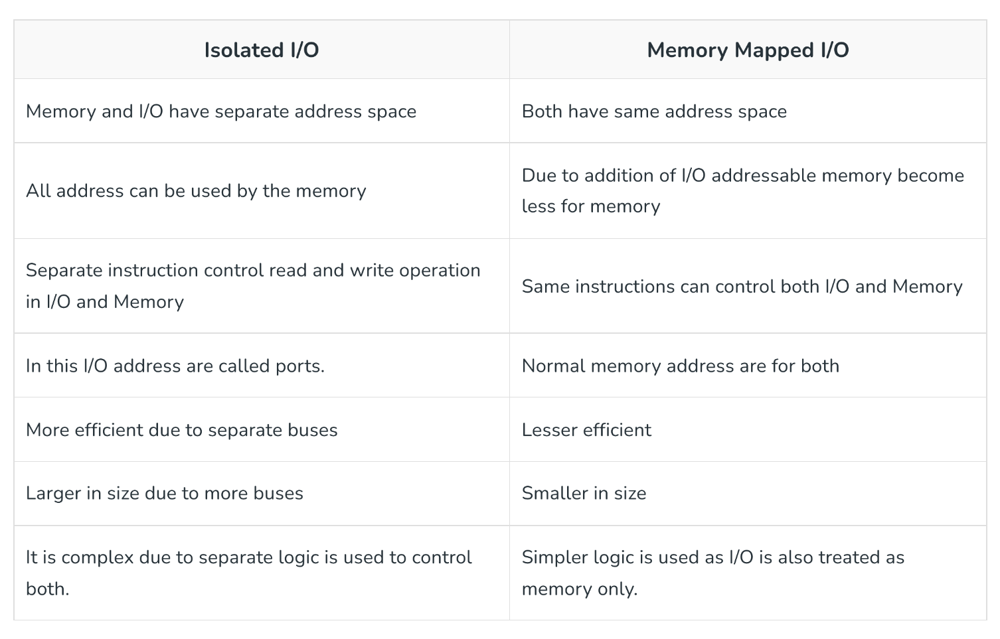 Isolated I/O
Memory Mapped I/O
Memory and I/O have separate address space
Both have same address space
All address can be used by the memory
Due to addition of I/O addressable memory become
less for memory
Separate instruction control read and write operation
in I/O and Memory
Same instructions can control both I/O and Memory
In this I/O address are called ports.
Normal memory address are for both
More efficient due to separate buses
Lesser efficient
Larger in size due to more buses
Smaller in size
It is complex due to separate logic is used to control
both.
Simpler logic is used as I/O is also treated as
memory only.